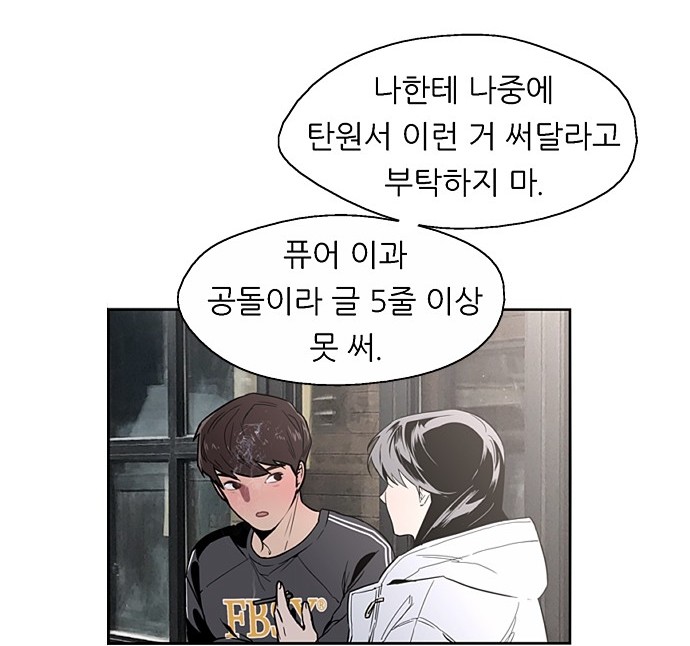 나한테 나중에
탄원서 이런 거 써달라고
부탁하지 마.
퓨어 이과
공돌이라 글 5줄 이상
못 써.